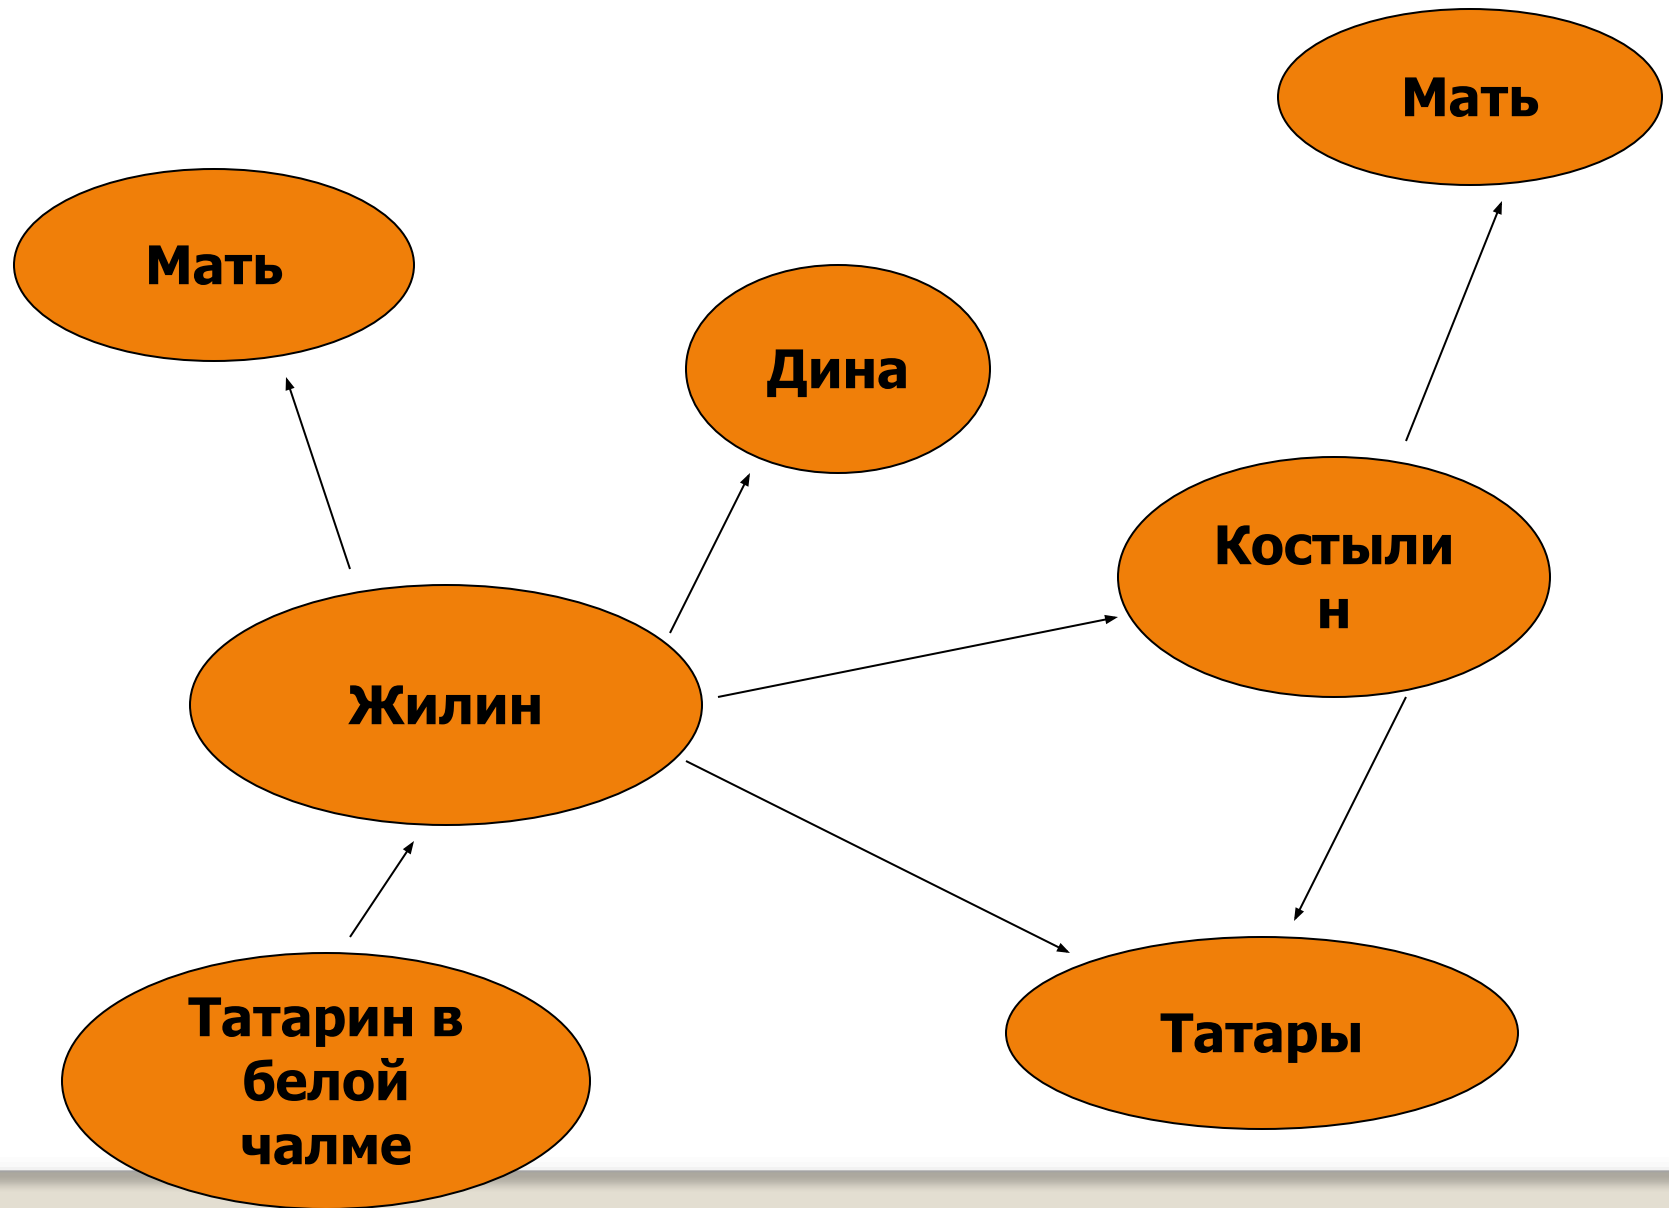 Мать
Мать
Дина
Костыли
н
Жилин
Татарин в
белой
чалме
Татары